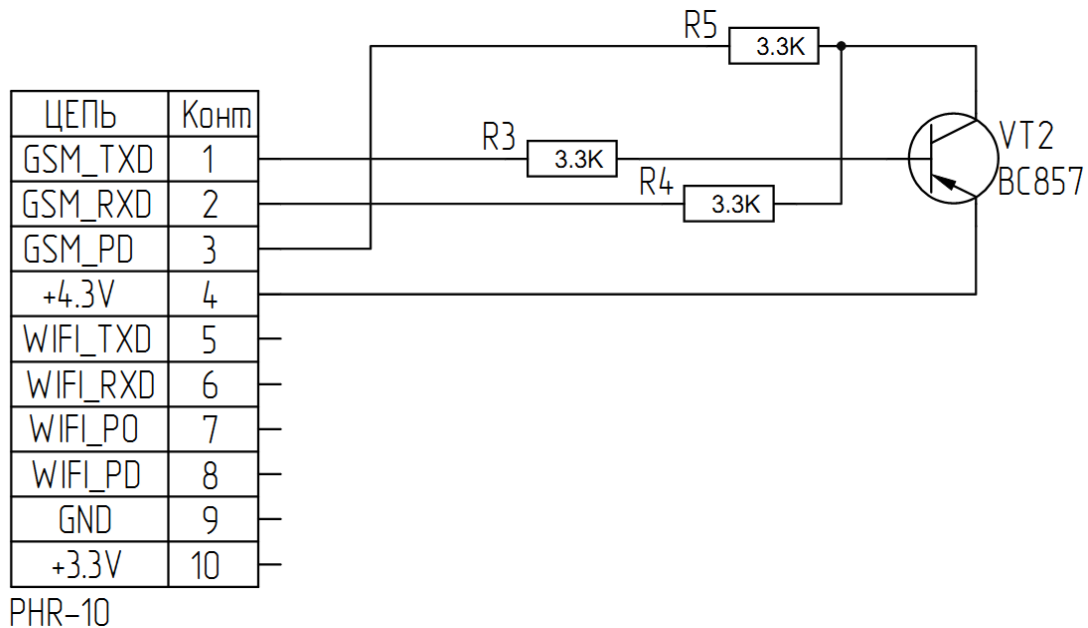 R5
3.3K
ЦЕПЬ Конт
GSM_TXD 1
R3
3.3K
VT2
BC857
GSM_RXD 2
R4
3.3K
GSM_PD 3
+4.3V 4
WIFI_TXD 5
WIFI_RXD 6
WIFI_PO 7
WIFI_PD 8
GND 9
+3.3V 10
PHR-10